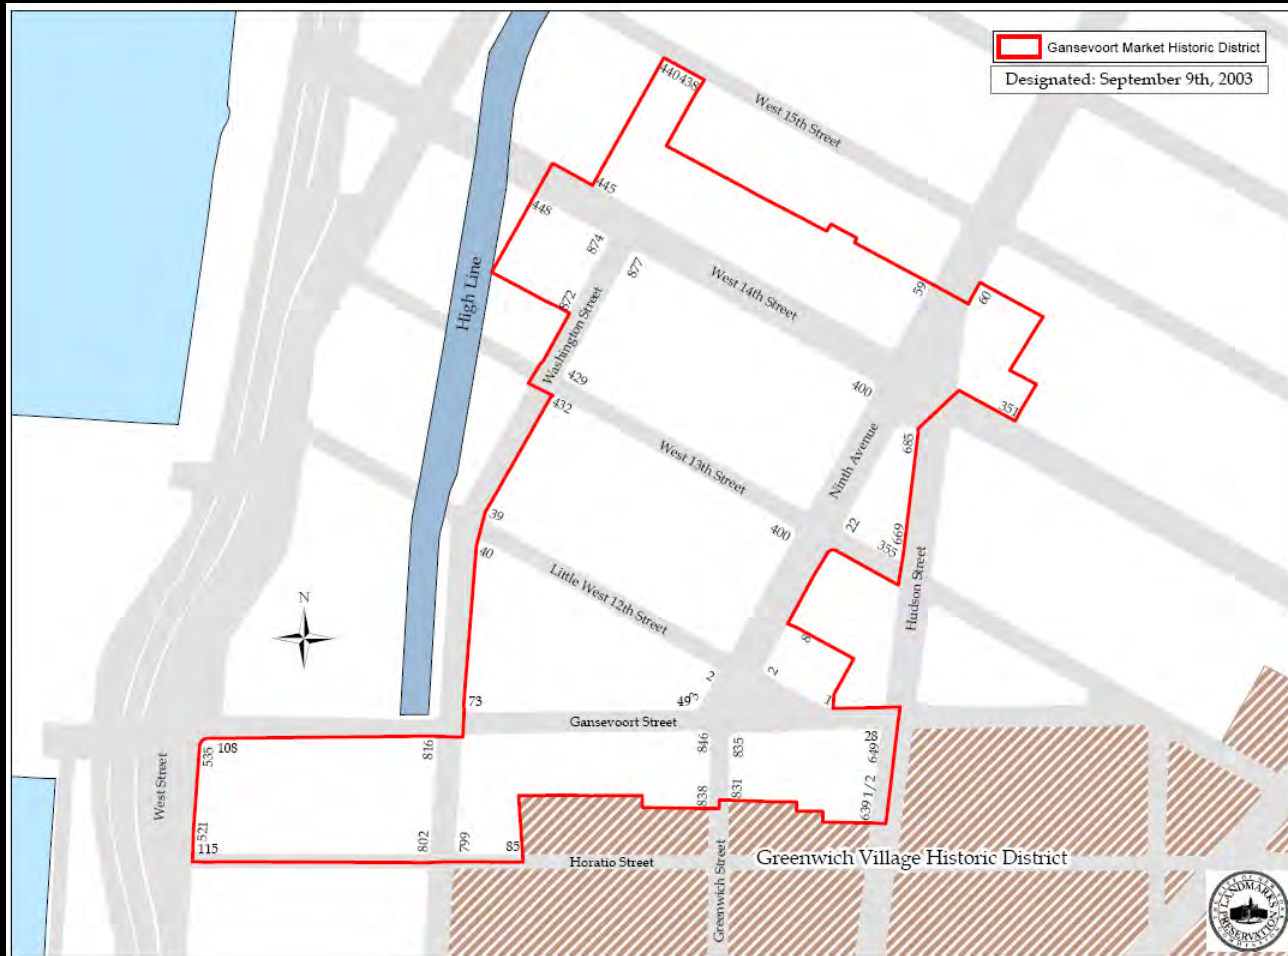 Gansevoort Market Historic District
Designated: September 9th, 2003
440 438
West 15th Street
445
448
874
877
High Line
872
Washington Street
West 14th Street
59
60
429
432
400
351
Ninth Avenue
685
West 13th Street
39
40
400
22
355
669
Hudson Street
Little West 12th Street
N
8
2
2
1
3
73
49
Gansevoort Street
108
535
816
846
835
28
649
West Street
521
115
802
799
85
838
831
639 1/2
Horatio Street
Greenwich Street
Greenwich Village Historic District
LANDMARKS
PRESERVATION
COMMISSION